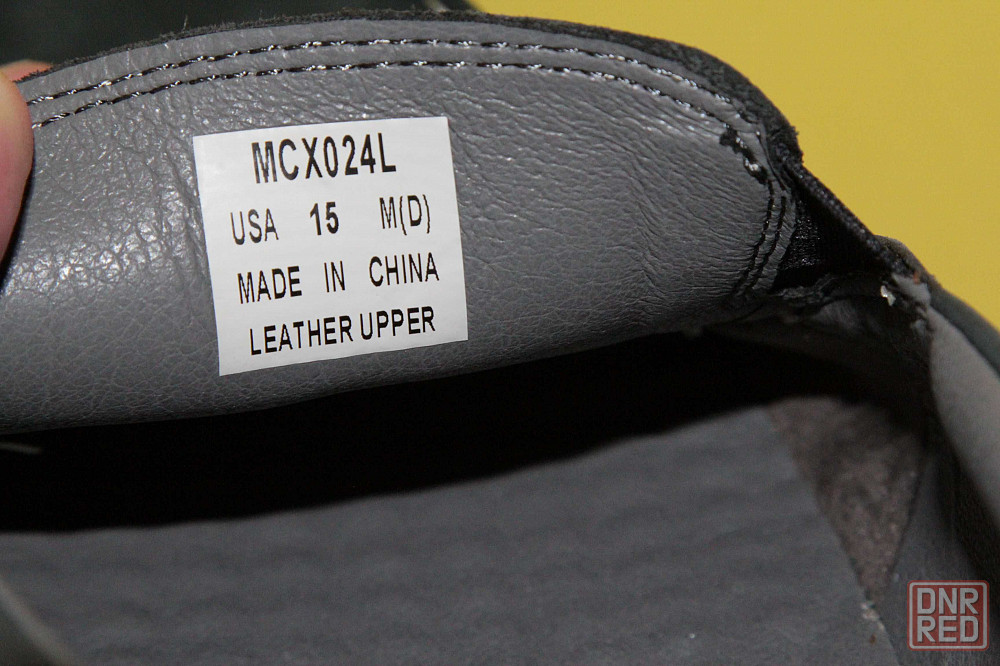 MCX024L
USA 15 M(D)
MADE IN CHINA
LEATHER UPPER
DNR
RED